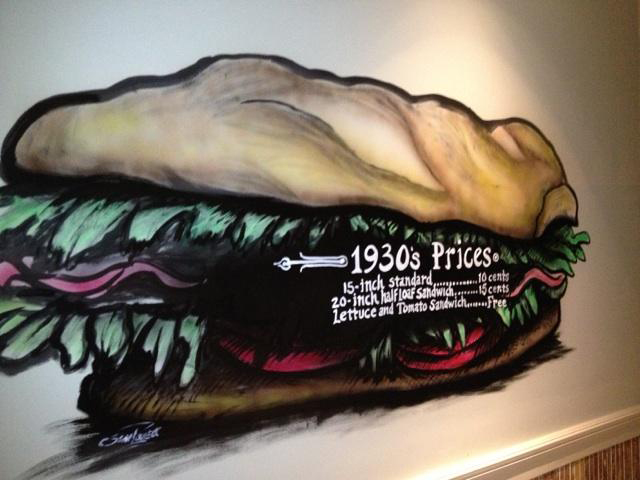 1930's Prices
15-inch standard............10 cents
20-inch half loaf Sandwich.......15 cents
Lettuce and Tomato Sandwich.....Free